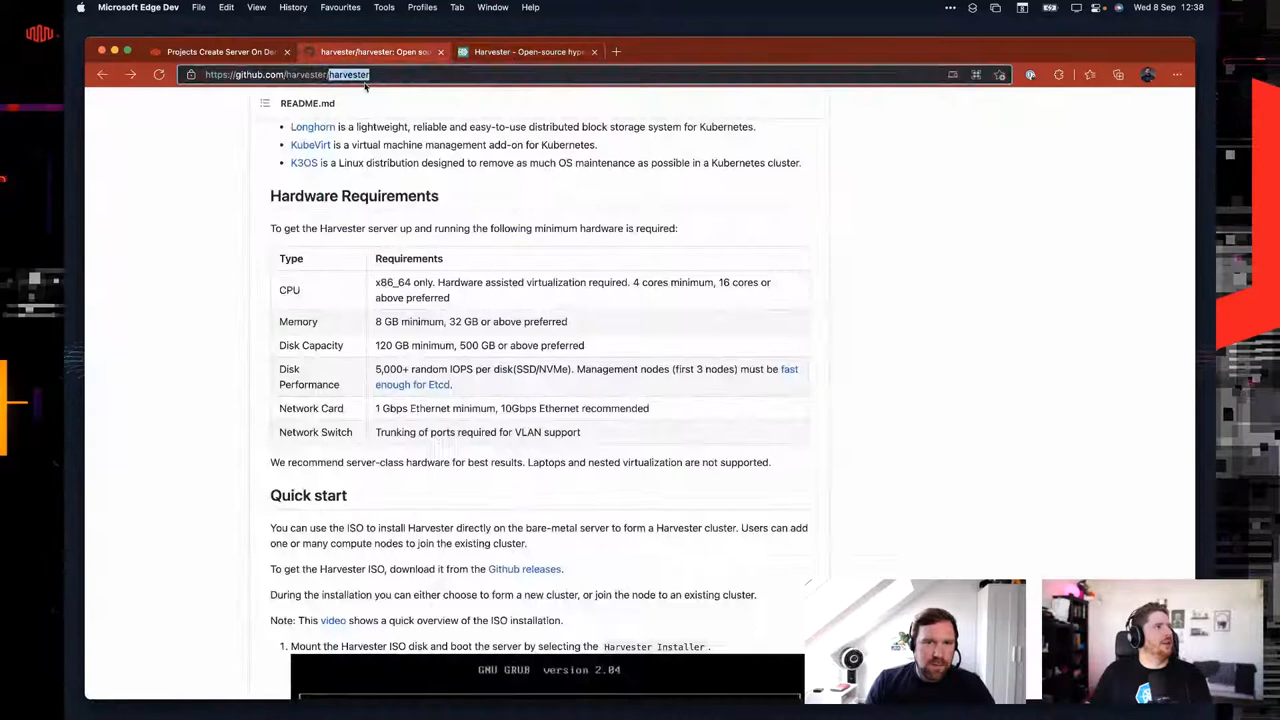 Microsoft Edge Dev File Edit View History Favourites Tools Profiles Tab Window Help Wed 8 Sep 12:38
Projects Create Server On De
harvester/harvester: Open sou
Harvester - Open-source hyp
https://github.com/harvester/harvester
README.md
Longhorn is a lightweight, reliable and easy-to-use distributed block storage system for Kubernetes.
KubeVirt is a virtual machine management add-on for Kubernetes.
K3OS is a Linux distribution designed to remove as much OS maintenance as possible in a Kubernetes cluster.
Hardware Requirements
To get the Harvester server up and running the following minimum hardware is required:
Type Requirements
CPU x86_64 only. Hardware assisted virtualization required. 4 cores minimum, 16 cores or
above preferred
Memory 8 GB minimum, 32 GB or above preferred
Disk Capacity 120 GB minimum, 500 GB or above preferred
Disk 5,000+ random IOPS per disk(SSD/NVMe). Management nodes (first 3 nodes) must be fast
Performance enough for Etcd.
Network Card 1 Gbps Ethernet minimum, 10Gbps Ethernet recommended
Network Switch Trunking of ports required for VLAN support
We recommend server-class hardware for best results. Laptops and nested virtualization are not supported.
Quick start
You can use the ISO to install Harvester directly on the bare-metal server to form a Harvester cluster. Users can add
one or many compute nodes to join the existing cluster.
To get the Harvester ISO, download it from the Github releases.
During the installation you can either choose to form a new cluster, or join the node to an existing cluster.
Note: This video shows a quick overview of the ISO installation.
1. Mount the Harvester ISO disk and boot the server by selecting the Harvester Installer.
GNU GRUB version 2.04